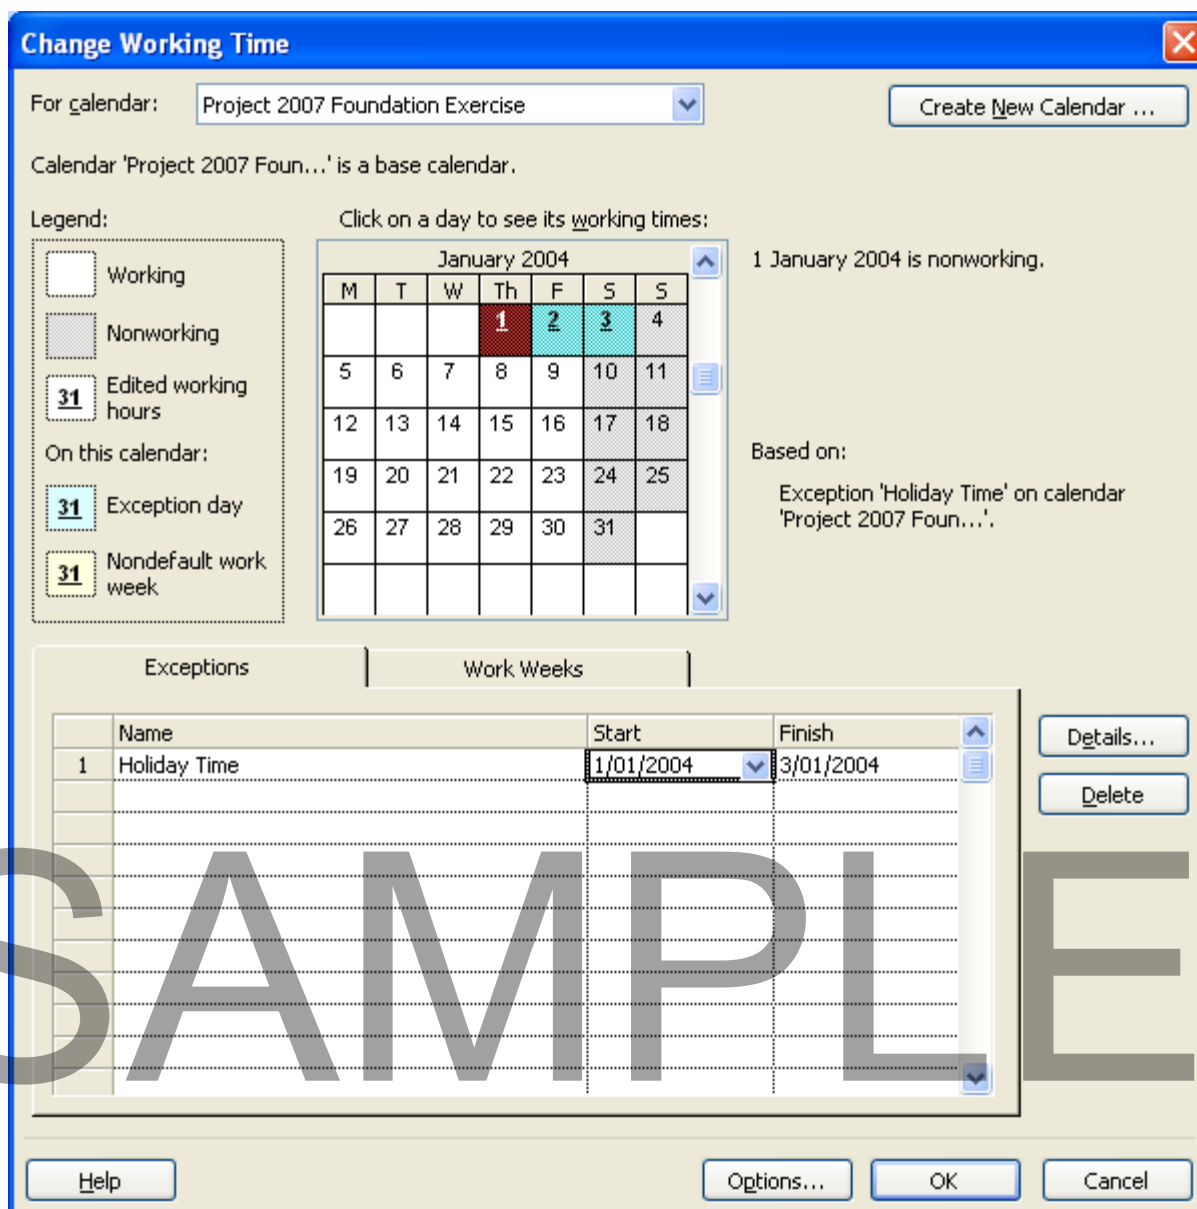 Change Working Time
For calendar: Project 2007 Foundation Exercise Create New Calendar ...
Calendar 'Project 2007 Foun...' is a base calendar.
Legend:
Working
Nonworking
31 Edited working
hours
On this calendar:
31 Exception day
31 Nondefault work
week
Click on a day to see its working times:
January 2004
M T W Th F S S
1 2 3 4
5 6 7 8 9 10 11
12 13 14 15 16 17 18
19 20 21 22 23 24 25
26 27 28 29 30 31
1 January 2004 is nonworking.
Based on:
Exception 'Holiday Time' on calendar
'Project 2007 Foun...'.
Exceptions Work Weeks
Name Start Finish
1 Holiday Time 1/01/2004 3/01/2004
Details...
Delete
SAMPLE
Help Options... OK Cancel